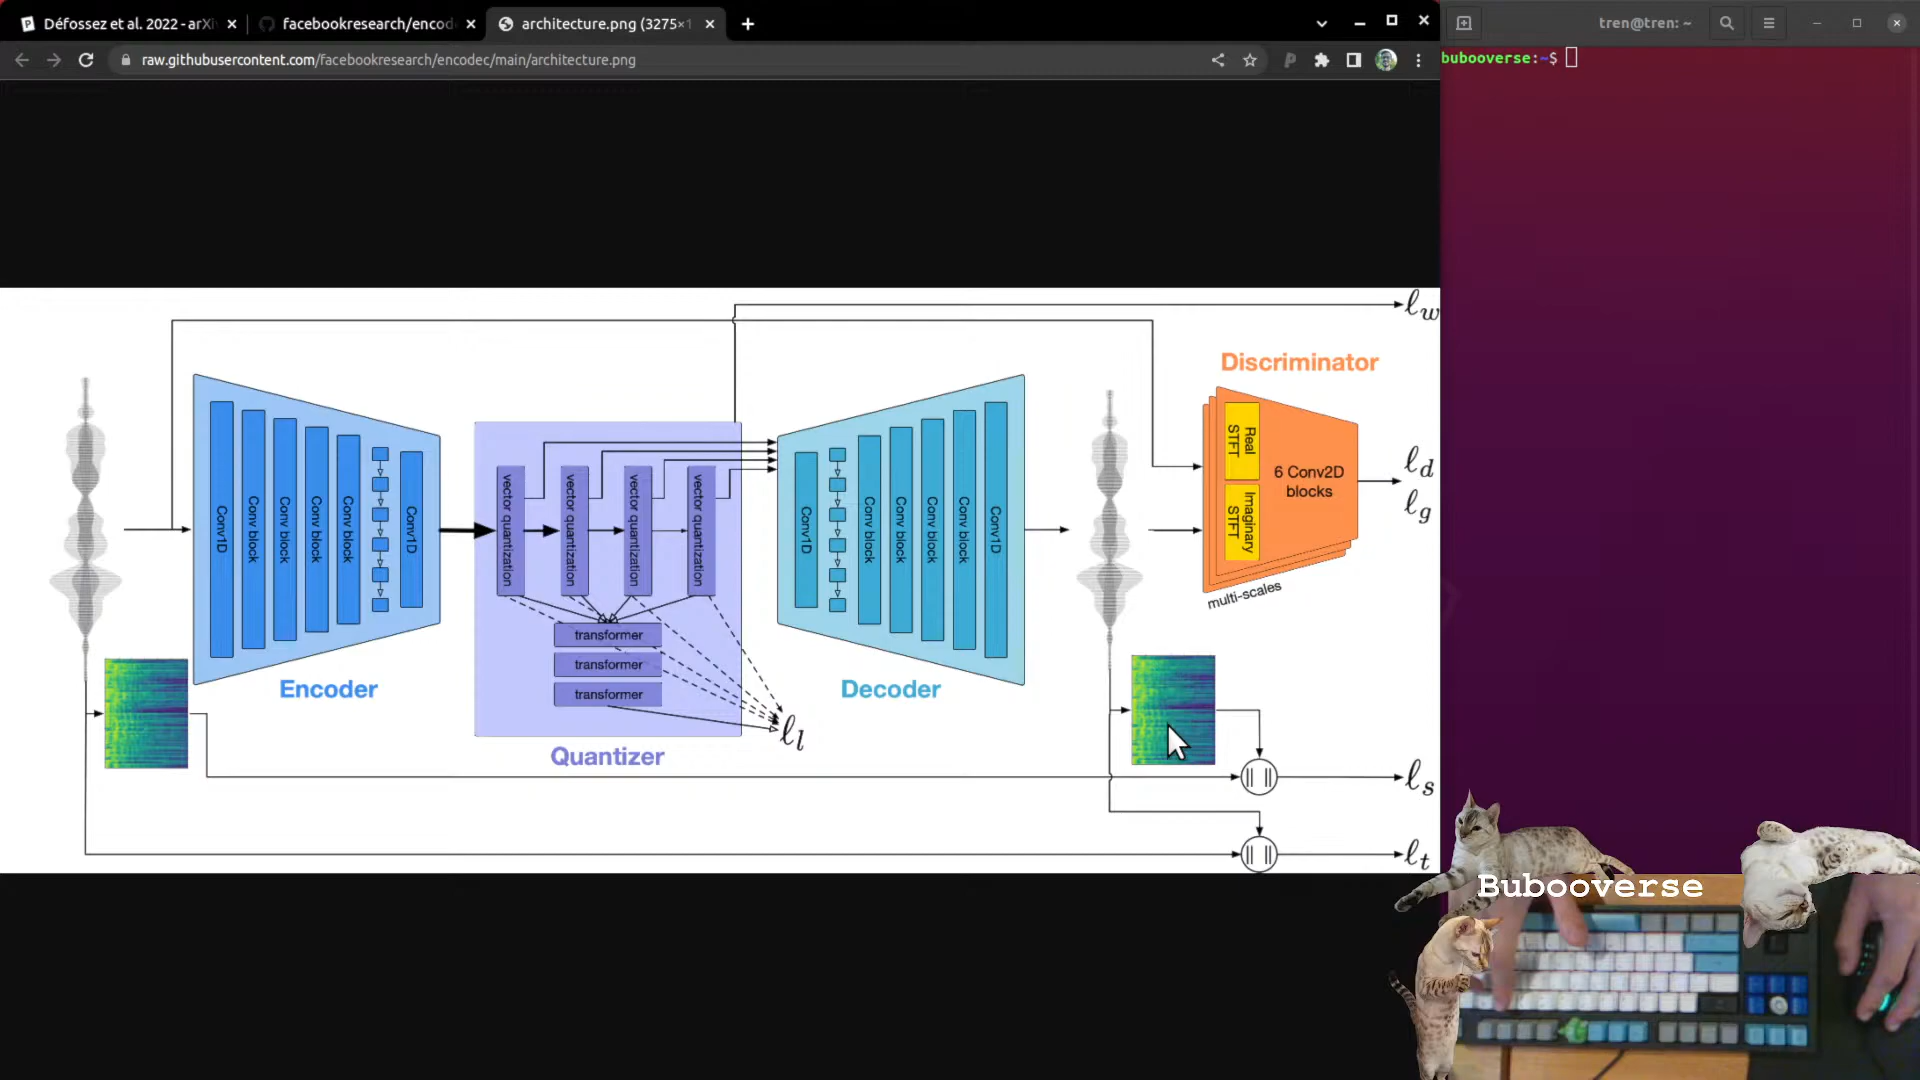 Défossez et al. 2022 - arXi
facebookresearch/encod
architecture.png (3275×1
tren@tren: ~
raw.githubusercontent.com/facebookresearch/encodec/main/architecture.png
bubooverse:~$
ℓw
Discriminator
Real STFT
Imaginary STFT
6 Conv2D
blocks
ℓd
ℓg
multi-scales
Conv1D
Conv block
Conv block
Conv block
Conv block
Conv1D
Encoder
vector quantization
vector quantization
vector quantization
vector quantization
transformer
transformer
transformer
Quantizer
ℓl
Conv1D
Conv block
Conv block
Conv block
Conv block
Conv1D
Decoder
ℓs
ℓt
Bubooverse